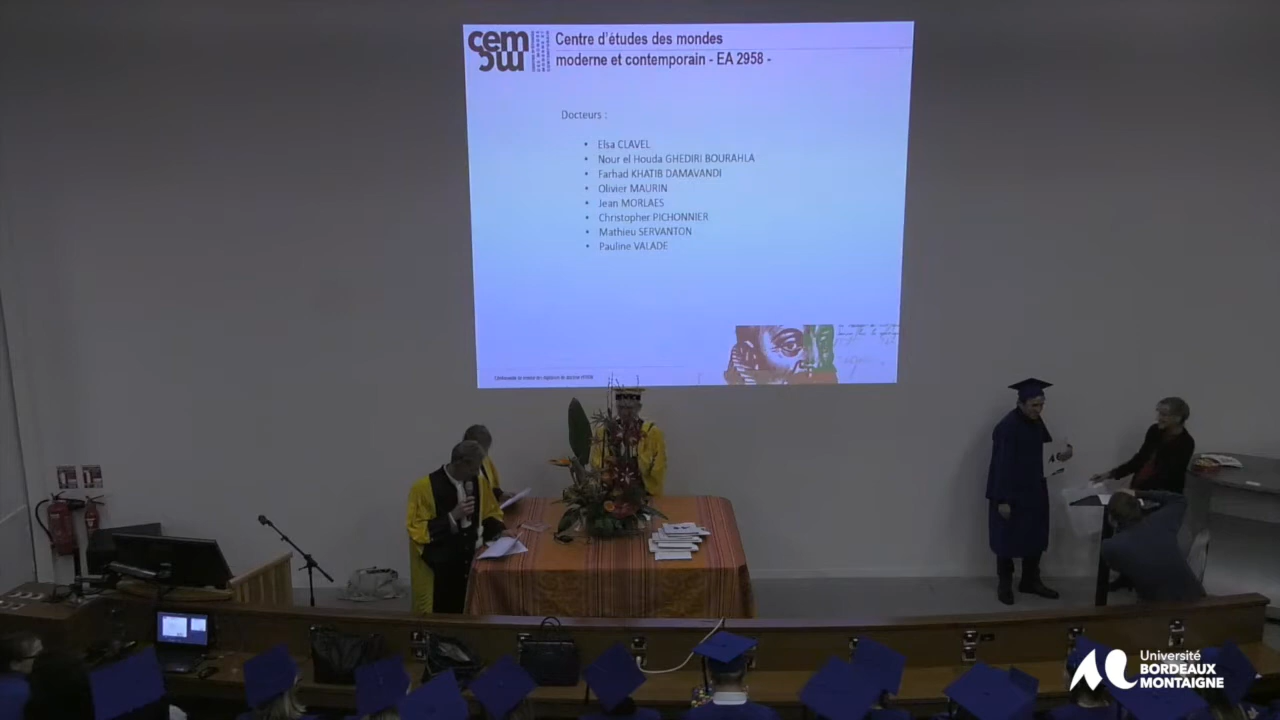 cem
mc
Centre d'études des mondes
moderne et contemporain - EA 2958 -
Docteurs :
• Elsa CLAVEL
• Nour el Houda GHEDIRI BOURAHLA
• Farhad KHATIB DAMAVANDI
• Olivier MAURIN
• Jean MORLAES
• Christopher PICHONNIER
• Mathieu SERVANTON
• Pauline VALADE
Université
BORDEAUX
MONTAIGNE